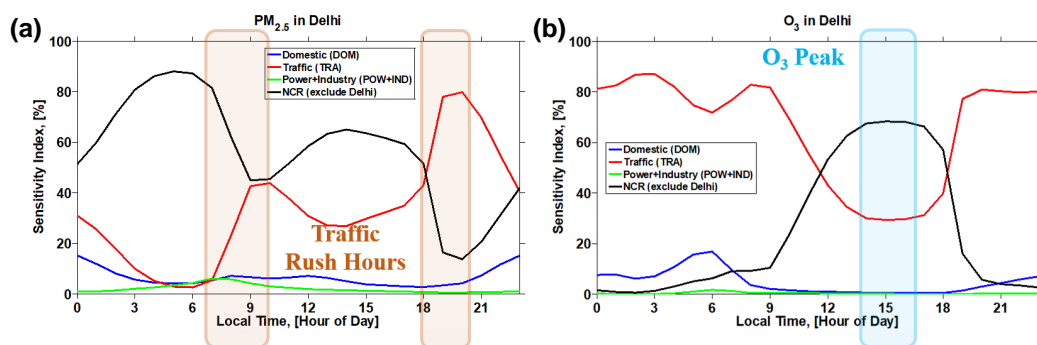 (a)
PM2.5 in Delhi
Sensitivity Index, [%]
100
80
60
40
20
0
Domestic (DOM)
Traffic (TRA)
Power+Industry (POW+IND)
NCR (exclude Delhi)
Traffic
Rush Hours
0 3 6 7 10 12 15 18 21
Local Time, [Hour of Day]
(b)
O3 in Delhi
Sensitivity Index, [%]
100
80
60
40
20
0
O3 Peak
Domestic (DOM)
Traffic (TRA)
Power+Industry (POW+IND)
NCR (exclude Delhi)
0 3 6 9 12 15 18 21
Local Time, [Hour of Day]